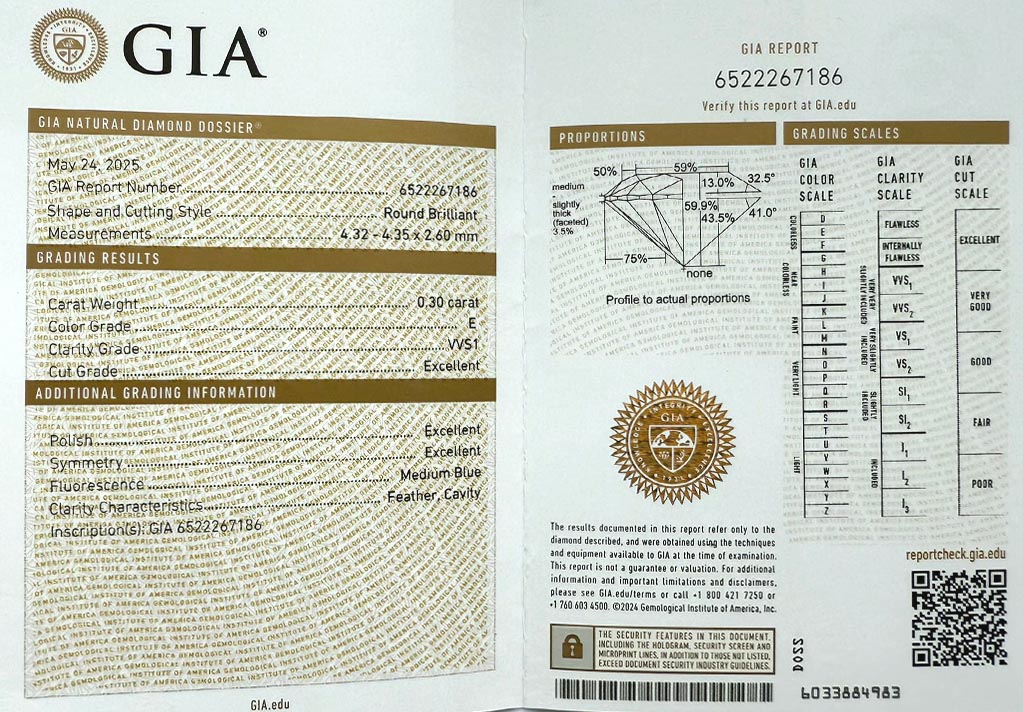 GIA®
GIA NATURAL DIAMOND DOSSIER®
May 24, 2025
GIA Report Number 6522267186
Shape and Cutting Style Round Brilliant
Measurements 4.32 - 4.35 x 2.60 mm
GRADING RESULTS
Carat Weight 0.30 carat
Color Grade E
Clarity Grade VVS1
Cut Grade Excellent
ADDITIONAL GRADING INFORMATION
Polish Excellent
Symmetry Excellent
Fluorescence Medium Blue
Clarity Characteristics Feather, Cavity
Inscription(s): GIA 6522267186
GIA.edu
GIA REPORT
6522267186
Verify this report at GIA.edu
PROPORTIONS
50%
59%
13.0%
32.5°
medium
slightly
thick
(faceted)
3.5%
59.9%
43.5%
41.0°
75%
none
Profile to actual proportions
INTEGRITY
GIA
1931
The results documented in this report refer only to the
diamond described, and were obtained using the techniques
and equipment available to GIA at the time of examination.
This report is not a guarantee or valuation. For additional
information and important limitations and disclaimers,
please see GIA.edu/terms or call +1 800 421 7250 or
+1 760 603 4500. ©2024 Gemological Institute of America, Inc.
THE SECURITY FEATURES IN THIS DOCUMENT,
INCLUDING THE HOLOGRAM, SECURITY SCREEN AND
MICROPRINT LINES, IN ADDITION TO THOSE NOT LISTED,
EXCEED DOCUMENT SECURITY INDUSTRY GUIDELINES.
GRADING SCALES
GIA
COLOR
SCALE
COLORLESS
D
E
F
NEAR COLORLESS
G
H
I
J
FAINT
K
L
M
VERY LIGHT
N
O
P
Q
R
LIGHT
S
T
U
V
W
X
Y
Z
GIA
CLARITY
SCALE
FLAWLESS
INTERNALLY
FLAWLESS
VERY VERY
SLIGHTLY INCLUDED
VVS1
VVS2
VERY SLIGHTLY
INCLUDED
VS1
VS2
SLIGHTLY
INCLUDED
SI1
SI2
INCLUDED
I1
I2
I3
GIA
CUT
SCALE
EXCELLENT
VERY
GOOD
GOOD
FAIR
POOR
reportcheck.gia.edu
D022
6033884983